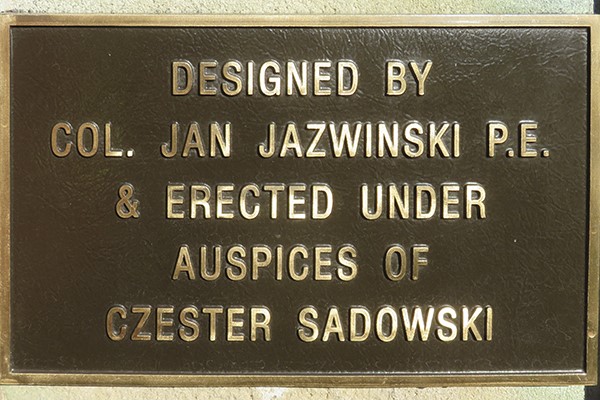 DESIGNED BY
COL. JAN JAZWINSKI P.E.
& ERECTED UNDER
AUSPICES OF
CZESTER SADOWSKI